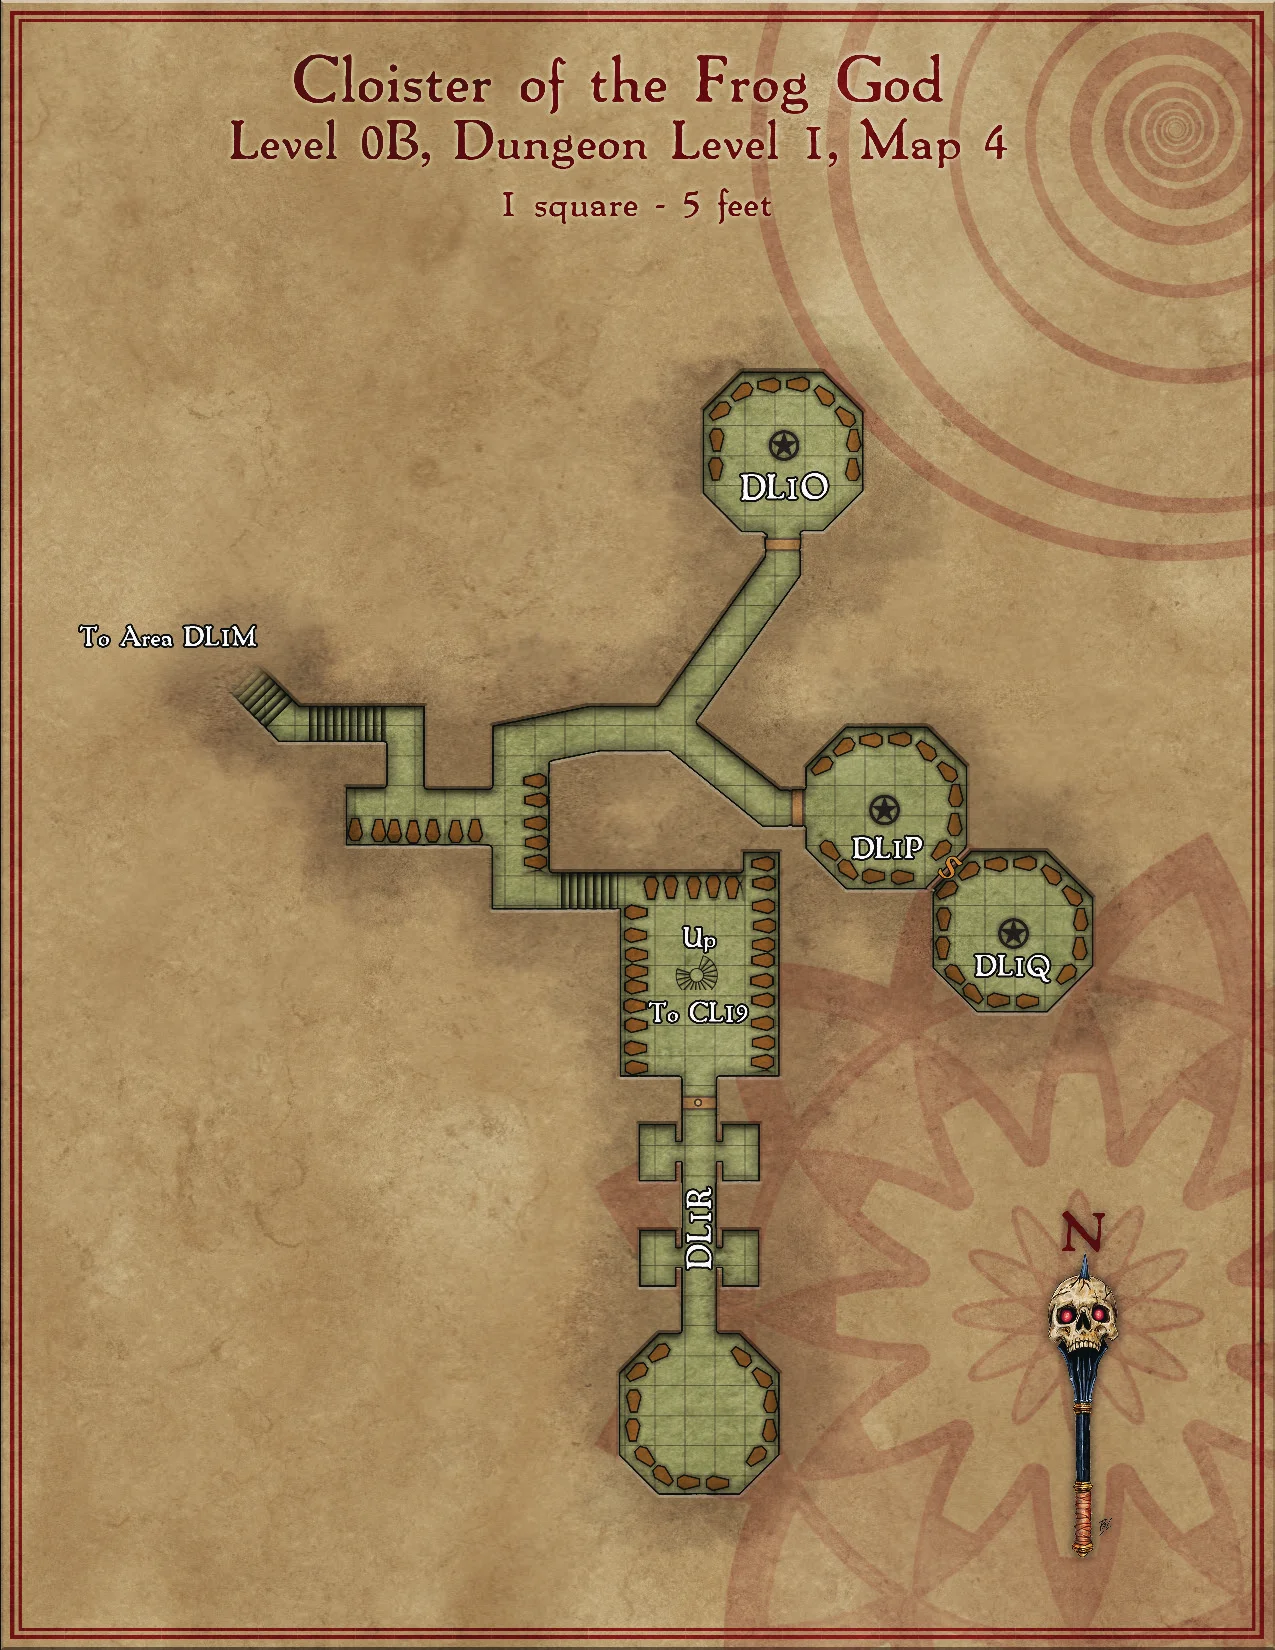 Cloister of the Frog God
Level 0B, Dungeon Level 1, Map 4
1 square - 5 feet
DL1O
To Area DL1M
DL1P
S
Up
DL1Q
To CL19
DL1R
N